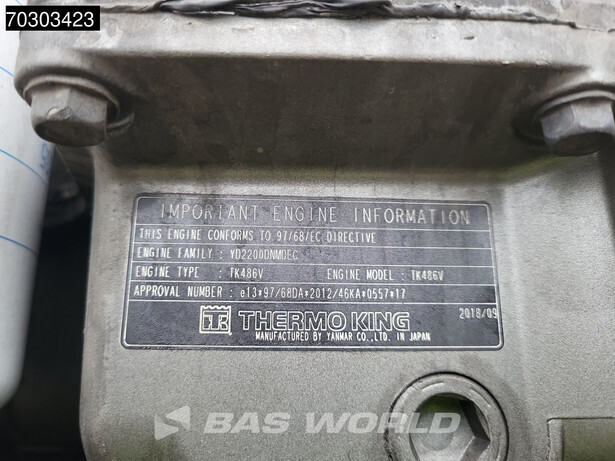 70303423
IMPORTANT ENGINE INFORMATION
THIS ENGINE CONFORMS TO 97/68/EC DIRECTIVE
ENGINE FAMILY : YD2200DNMDEC
ENGINE TYPE : TK486V ENGINE MODEL : TK486V
APPROVAL NUMBER : e13*97/68DA*2012/46KA*0557*17
THERMO KING 2018/09
MANUFACTURED BY YANMAR CO.,LTD. IN JAPAN
BAS WORLD